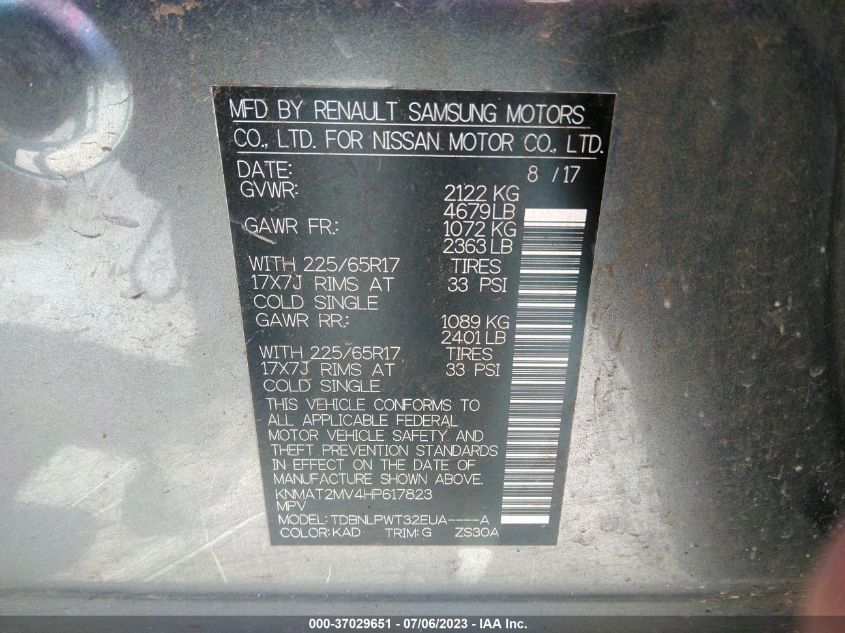 MFD BY RENAULT SAMSUNG MOTORS
CO., LTD. FOR NISSAN MOTOR CO., LTD.
DATE: 8 /17
GVWR: 2122 KG
4679LB
GAWR FR.: 1072 KG
2363LB
WITH 225/65R17 TIRES
17X7J RIMS AT 33 PSI
COLD SINGLE
GAWR RR.: 1089 KG
2401LB
WITH 225/65R17 TIRES
17X7J RIMS AT 33 PSI
COLD SINGLE
THIS VEHICLE CONFORMS TO
ALL APPLICABLE FEDERAL
MOTOR VEHICLE SAFETY AND
THEFT PREVENTION STANDARDS
IN EFFECT ON THE DATE OF
MANUFACTURE SHOWN ABOVE.
KNMAT2MV4HP617823
MPV
MODEL:TDBNLPWT32EUA----A
COLOR:KAD TRIM:G ZS30A
000-37029651 - 07/06/2023 - IAA Inc.